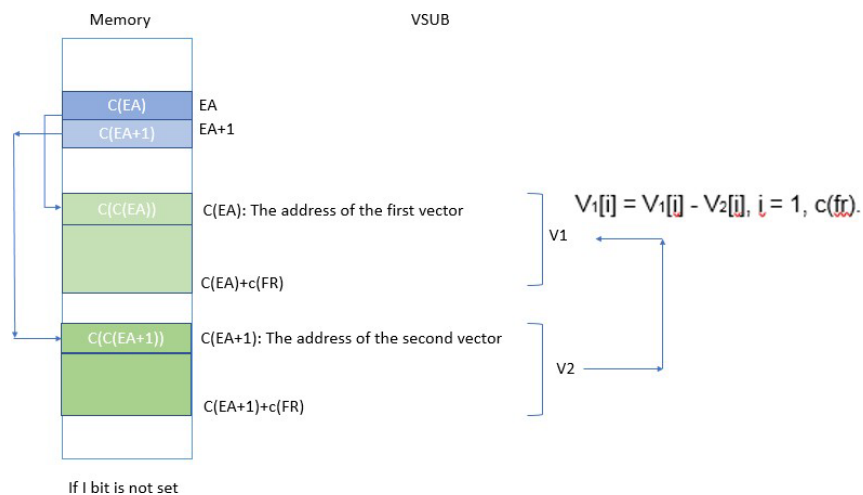 Memory
VSUB
C(EA)
EA
C(EA+1)
EA+1
C(C(EA))
C(EA): The address of the first vector
V1[i] = V1[i] - V2[i], i = 1, c(fr).
V1
C(EA)+c(FR)
C(C(EA+1))
C(EA+1): The address of the second vector
V2
C(EA+1)+c(FR)
If I bit is not set